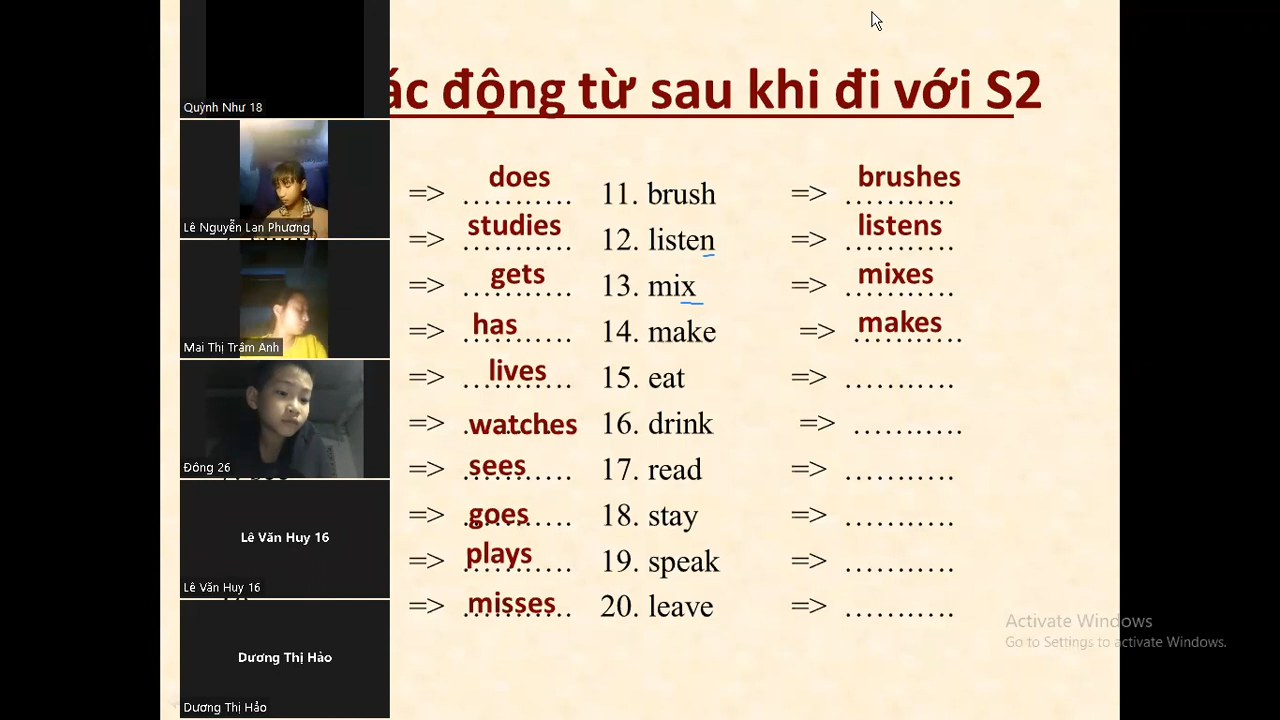 Quỳnh Như 18
ác động từ sau khi đi với S2
Lê Nguyễn Lan Phương
Mai Thị Trâm Anh
Đông 26
Lê Văn Huy 16
Lê Văn Huy 16
Dương Thị Hảo
Dương Thị Hảo
=> does 11. brush => brushes
=> studies 12. listen => listens
=> gets 13. mix => mixes
=> has 14. make => makes
=> lives 15. eat => ...........
=> watches 16. drink => ...........
=> sees 17. read => ...........
=> goes 18. stay => ...........
=> plays 19. speak => ...........
=> misses 20. leave => ...........
Activate Windows
Go to Settings to activate Windows.